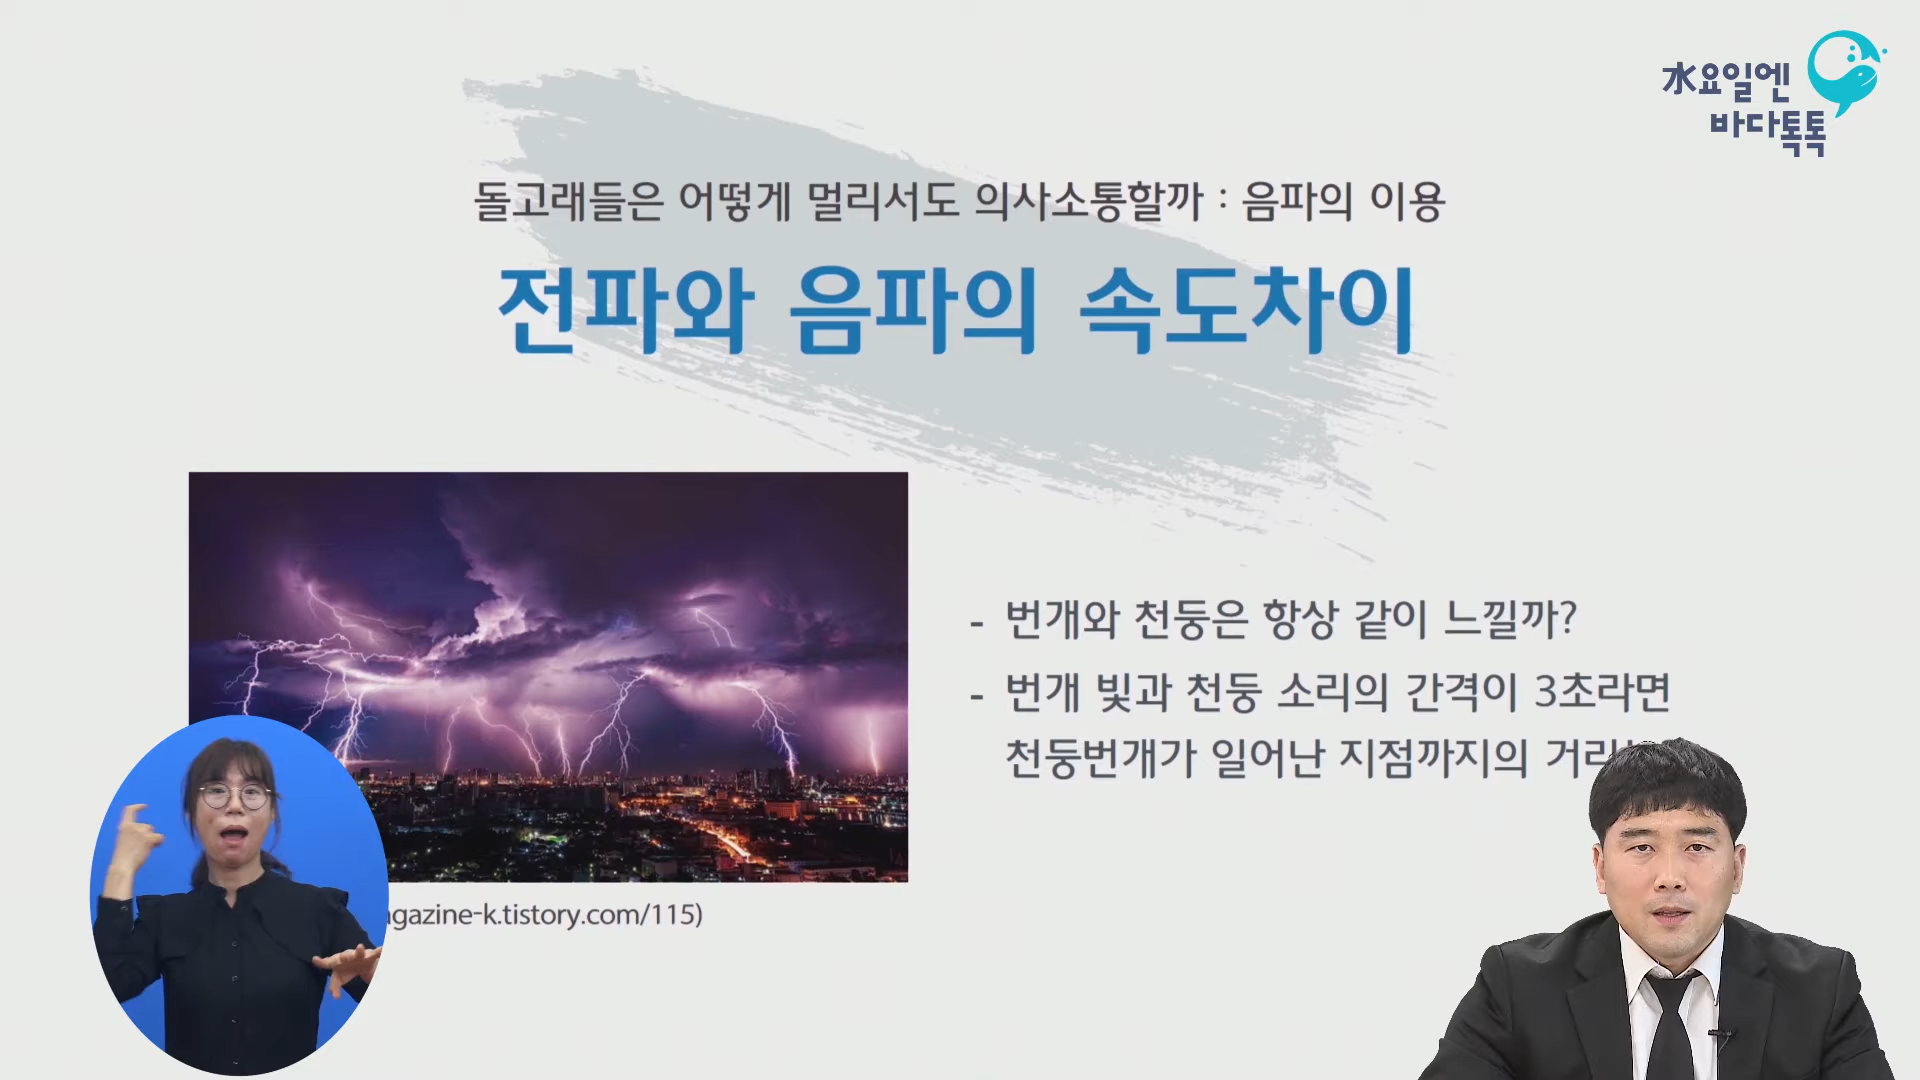 水요일엔
바다톡톡
돌고래들은 어떻게 멀리서도 의사소통할까 : 음파의 이용
전파와 음파의 속도차이
- 번개와 천둥은 항상 같이 느낄까?
- 번개 빛과 천둥 소리의 간격이 3초라면
천둥번개가 일어난 지점까지의
agazine-k.tistory.com/115)